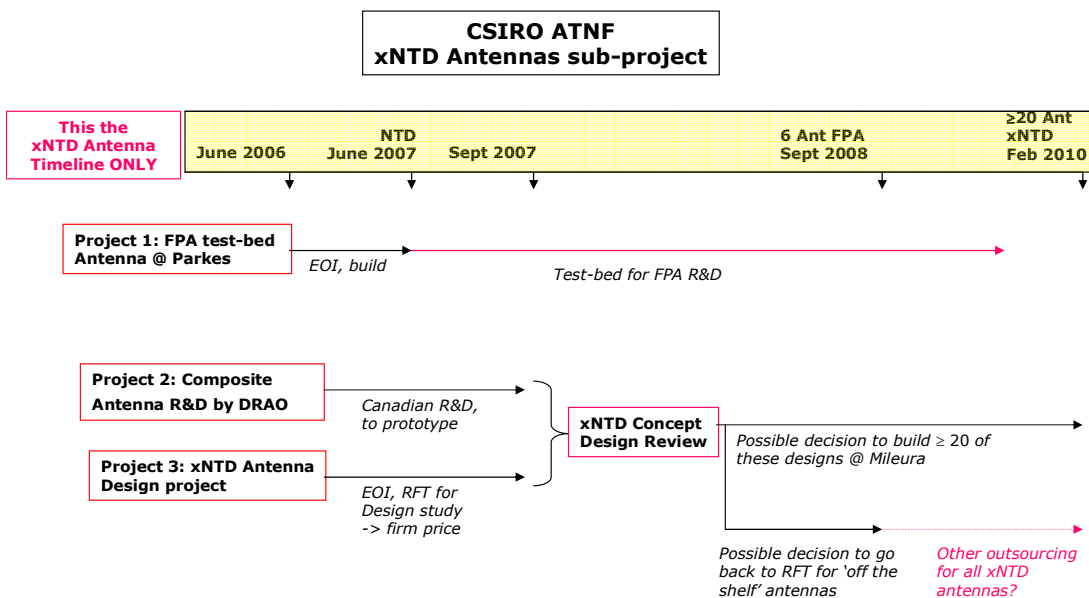 CSIRO ATNF
xNTD Antennas sub-project
This the
xNTD Antenna
Timeline ONLY
June 2006
NTD
June 2007
Sept 2007
6 Ant FPA
Sept 2008
≥20 Ant
xNTD
Feb 2010
Project 1: FPA test-bed
Antenna @ Parkes
EOI, build
Test-bed for FPA R&D
Project 2: Composite
Antenna R&D by DRAO
Canadian R&D,
to prototype
Project 3: xNTD Antenna
Design project
EOI, RFT for
Design study
-> firm price
xNTD Concept
Design Review
Possible decision to build ≥ 20 of
these designs @ Mileura
Possible decision to go
back to RFT for ‘off the
shelf’ antennas
Other outsourcing
for all xNTD
antennas?